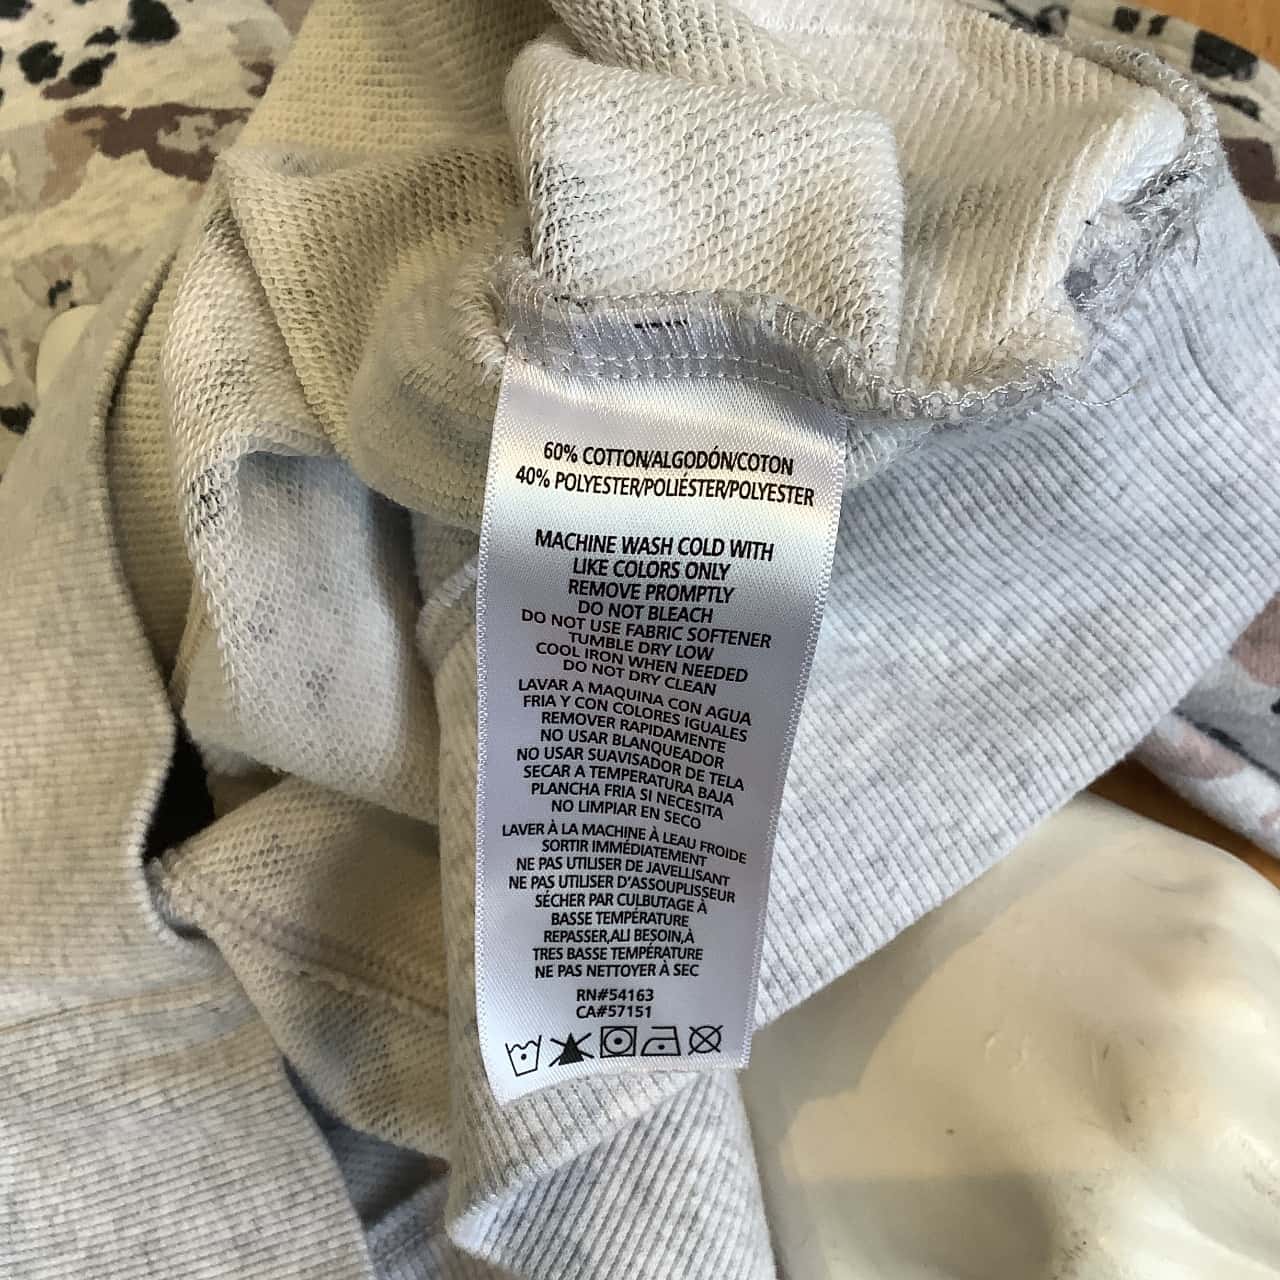 60% COTTON/ALGODÓN/COTON
40% POLYESTER/POLIÉSTER/POLYESTER
MACHINE WASH COLD WITH
LIKE COLORS ONLY
REMOVE PROMPTLY
DO NOT BLEACH
DO NOT USE FABRIC SOFTENER
TUMBLE DRY LOW
COOL IRON WHEN NEEDED
DO NOT DRY CLEAN
LAVAR A MAQUINA CON AGUA
FRIA Y CON COLORES IGUALES
REMOVER RAPIDAMENTE
NO USAR BLANQUEADOR
NO USAR SUAVISADOR DE TELA
SECAR A TEMPERATURA BAJA
PLANCHA FRIA SI NECESITA
NO LIMPIAR EN SECO
LAVER À LA MACHINE À LEAU FROIDE
SORTIR IMMÉDIATEMENT
NE PAS UTILISER DE JAVELLISANT
NE PAS UTILISER D'ASSOUPLISSEUR
SÉCHER PAR CULBUTAGE À
BASSE TEMPÉRATURE
REPASSER,ALI BESOIN,À
TRES BASSE TEMPÉRATURE
NE PAS NETTOYER À SEC
RN#54163
CA#57151